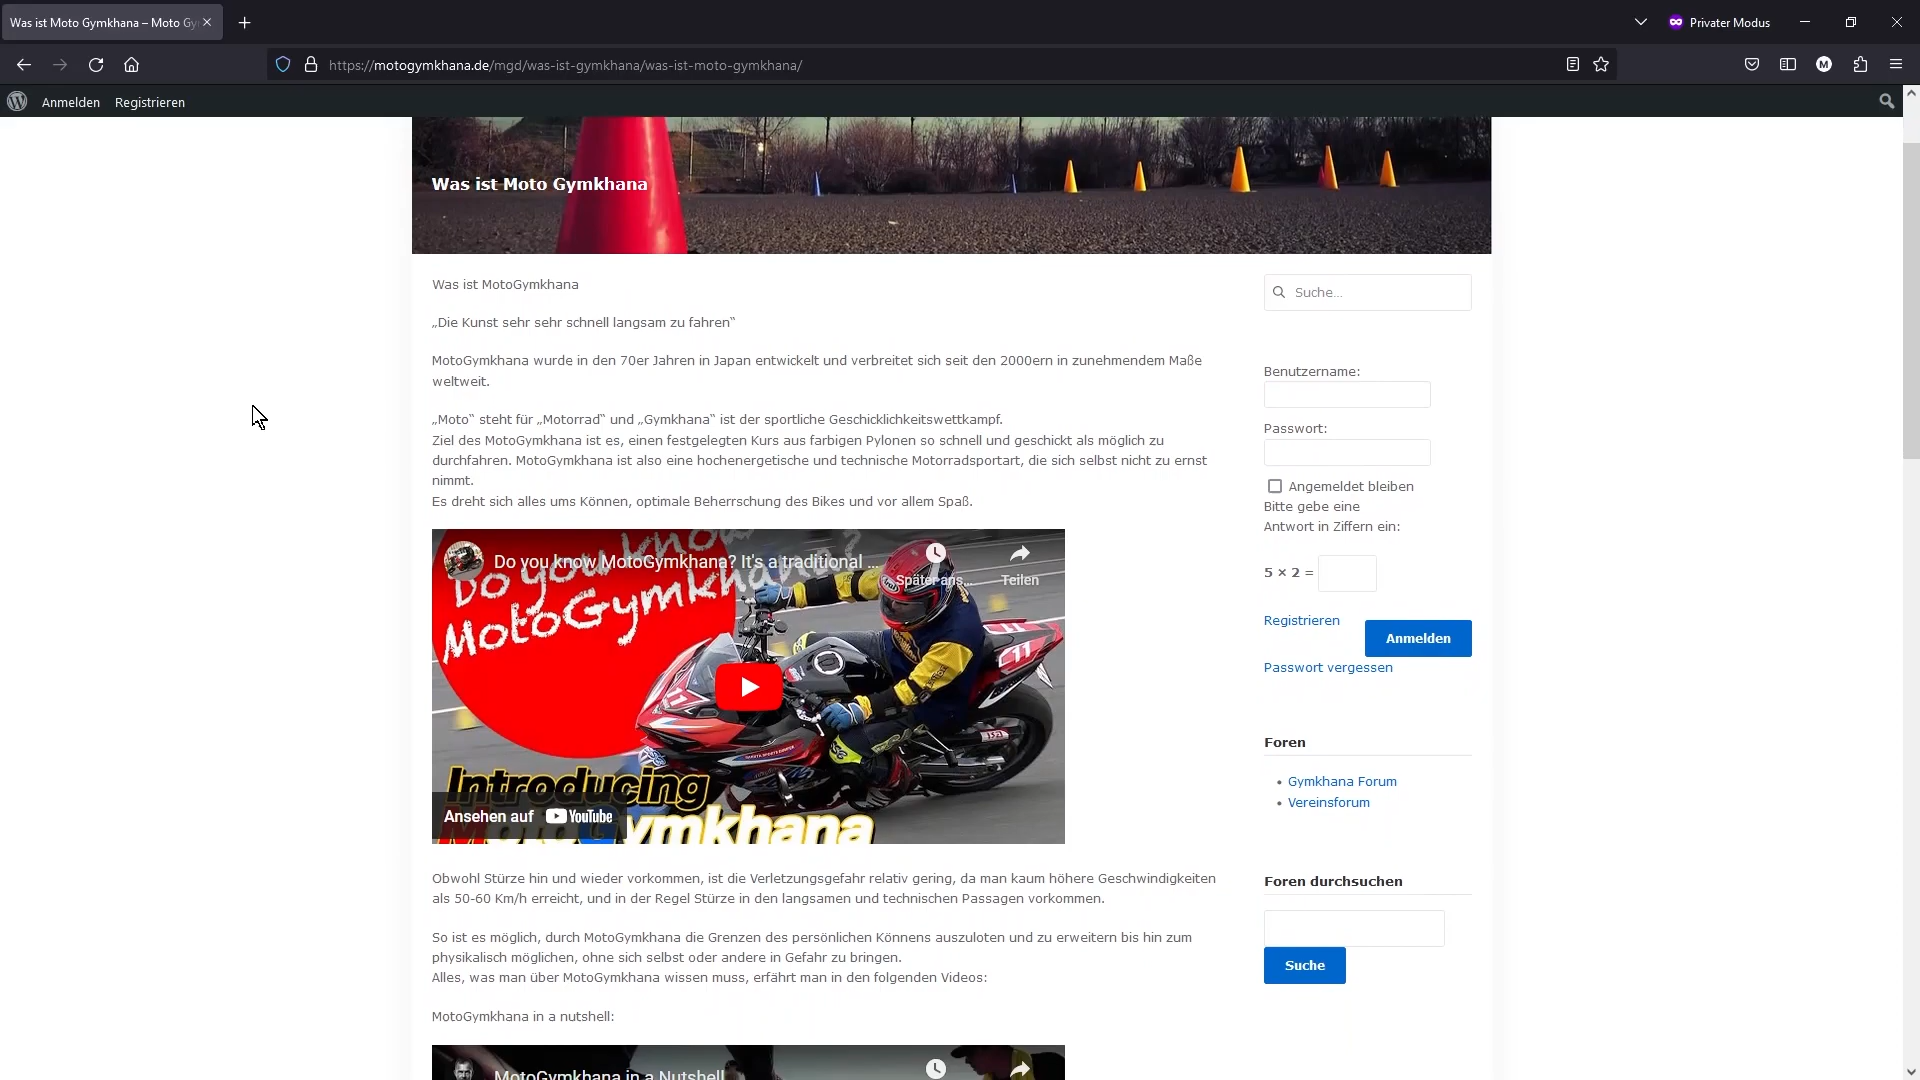 Was ist Moto Gymkhana – Moto Gy
Privater Modus
https://motogymkhana.de/mgd/was-ist-gymkhana/was-ist-moto-gymkhana/
M
Anmelden
Registrieren
Was ist Moto Gymkhana
Was ist MotoGymkhana
„Die Kunst sehr sehr schnell langsam zu fahren“
MotoGymkhana wurde in den 70er Jahren in Japan entwickelt und verbreitet sich seit den 2000ern in zunehmendem Maße
weltweit.
„Moto“ steht für „Motorrad“ und „Gymkhana“ ist der sportliche Geschicklichkeitswettkampf.
Ziel des MotoGymkhana ist es, einen festgelegten Kurs aus farbigen Pylonen so schnell und geschickt als möglich zu
durchfahren. MotoGymkhana ist also eine hochenergetische und technische Motorradsportart, die sich selbst nicht zu ernst
nimmt.
Es dreht sich alles ums Können, optimale Beherrschung des Bikes und vor allem Spaß.
Do you know MotoGymkhana? It's a traditional ...
Später ans...
Teilen
Do you know
MotoGymkhana?
11
11
Introducing
MotoGymkhana
Ansehen auf YouTube
Obwohl Stürze hin und wieder vorkommen, ist die Verletzungsgefahr relativ gering, da man kaum höhere Geschwindigkeiten
als 50-60 Km/h erreicht, und in der Regel Stürze in den langsamen und technischen Passagen vorkommen.
So ist es möglich, durch MotoGymkhana die Grenzen des persönlichen Könnens auszuloten und zu erweitern bis hin zum
physikalisch möglichen, ohne sich selbst oder andere in Gefahr zu bringen.
Alles, was man über MotoGymkhana wissen muss, erfährt man in den folgenden Videos:
MotoGymkhana in a nutshell:
MotoGymkhana in a Nutshell
Suche...
Benutzername:
Passwort:
Angemeldet bleiben
Bitte gebe eine
Antwort in Ziffern ein:
5 × 2 =
Registrieren
Anmelden
Passwort vergessen
Foren
• Gymkhana Forum
• Vereinsforum
Foren durchsuchen
Suche